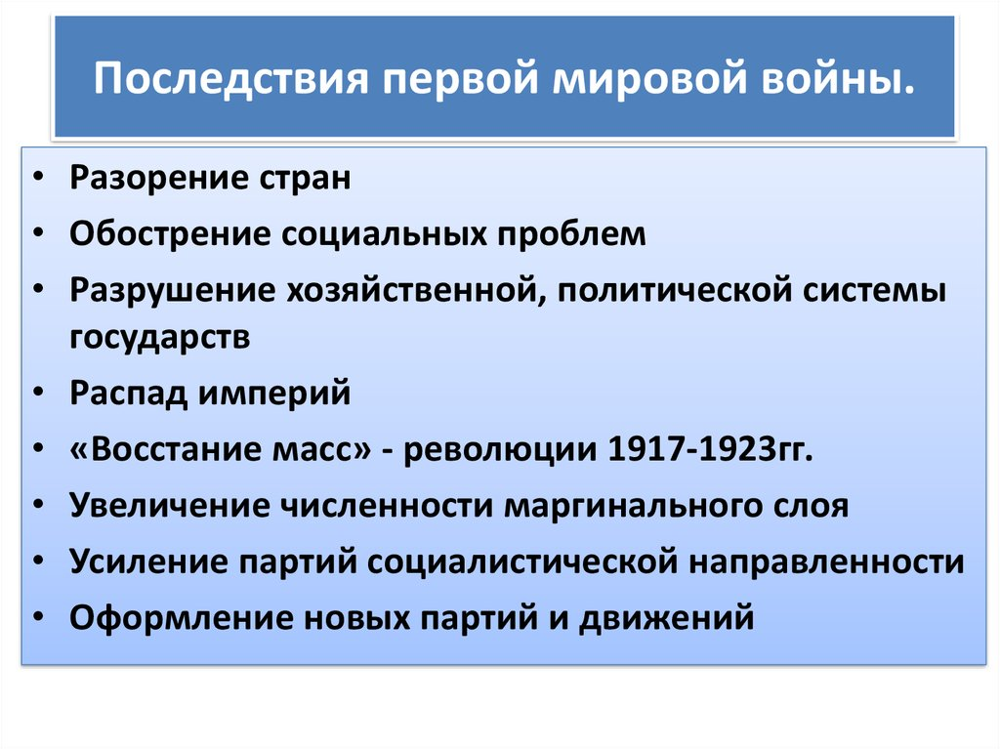 Последствия первой мировой войны.
• Разорение стран
• Обострение социальных проблем
• Разрушение хозяйственной, политической системы
государств
• Распад империй
• «Восстание масс» - революции 1917-1923гг.
• Увеличение численности маргинального слоя
• Усиление партий социалистической направленности
• Оформление новых партий и движений